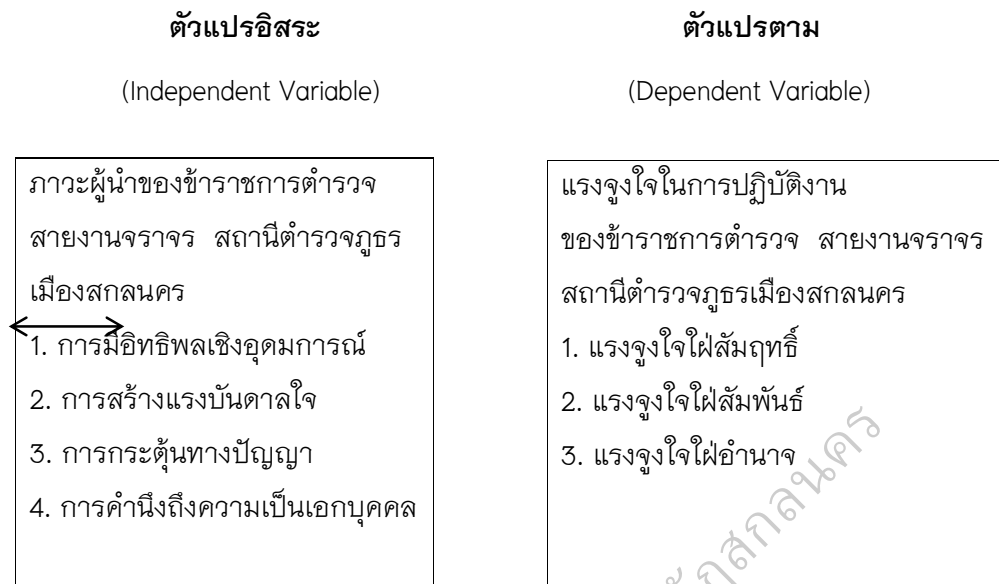 ตัวแปรอิสระ
(Independent Variable)
ภาวะผู้นำของข้าราชการตำรวจ
สายงานจราจร สถานีตำรวจภูธร
เมืองสกลนคร
1. การมีอิทธิพลเชิงอุดมการณ์
2. การสร้างแรงบันดาลใจ
3. การกระตุ้นทางปัญญา
4. การคำนึงถึงความเป็นเอกบุคคล
ตัวแปรตาม
(Dependent Variable)
แรงจูงใจในการปฏิบัติงาน
ของข้าราชการตำรวจ สายงานจราจร
สถานีตำรวจภูธรเมืองสกลนคร
1. แรงจูงใจใฝ่สัมฤทธิ์
2. แรงจูงใจใฝ่สัมพันธ์
3. แรงจูงใจใฝ่อำนาจ